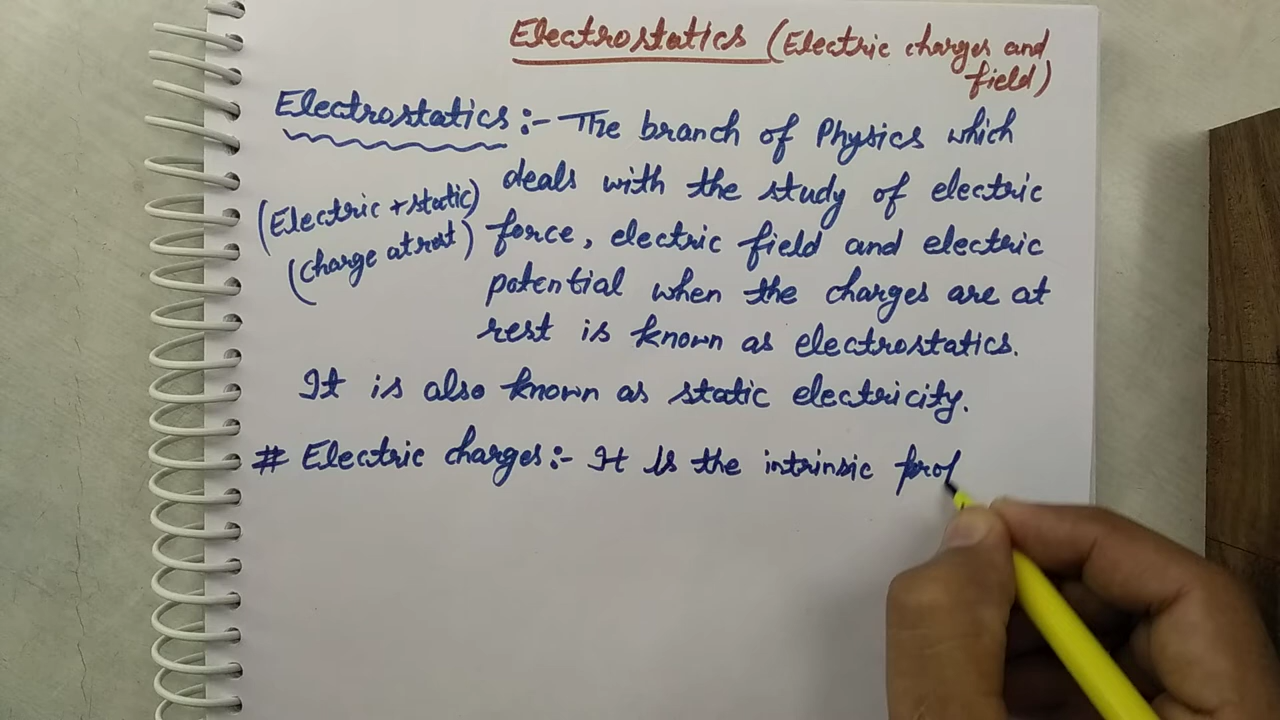 Electrostatics (Electric charges and
field)
Electrostatics :- The branch of Physics which
deals with the study of electric
(Electric + static)
force, electric field and electric
(Charge at rest)
potential when the charges are at
rest is known as electrostatics.
It is also known as static electricity.
# Electric charges:- It is the intrinsic prop